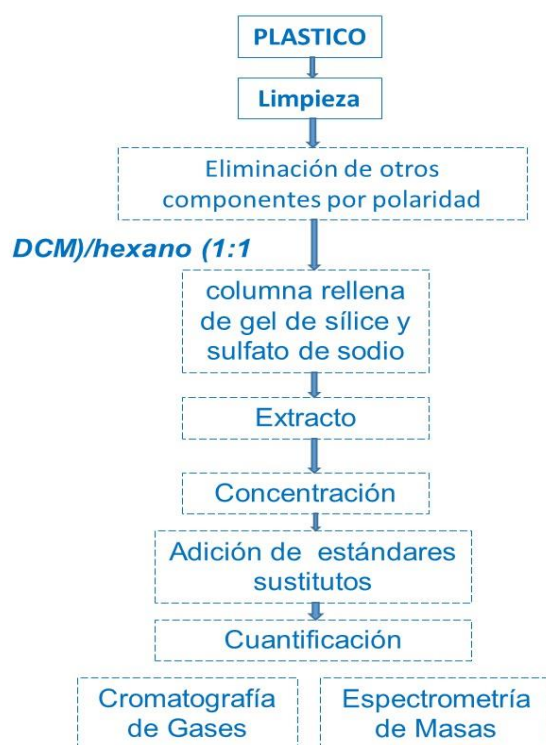 PLASTICO
Limpieza
Eliminación de otros
componentes por polaridad
DCM)/hexano (1:1
columna rellena
de gel de sílice y
sulfato de sodio
Extracto
Concentración
Adición de estándares
sustitutos
Cuantificación
Cromatografía
de Gases
Espectrometría
de Masas